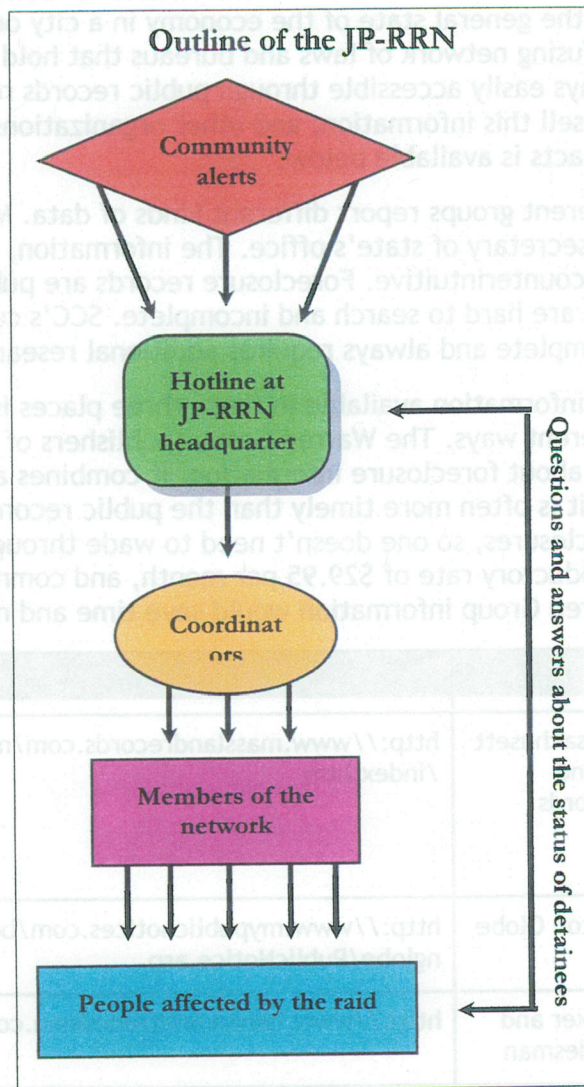 Outline of the JP-RRN
Community
alerts
Hotline at
JP-RRN
headquarter
Coordinat
ors
Members of the
network
People affected by the raid
Questions and answers about the status of detainees